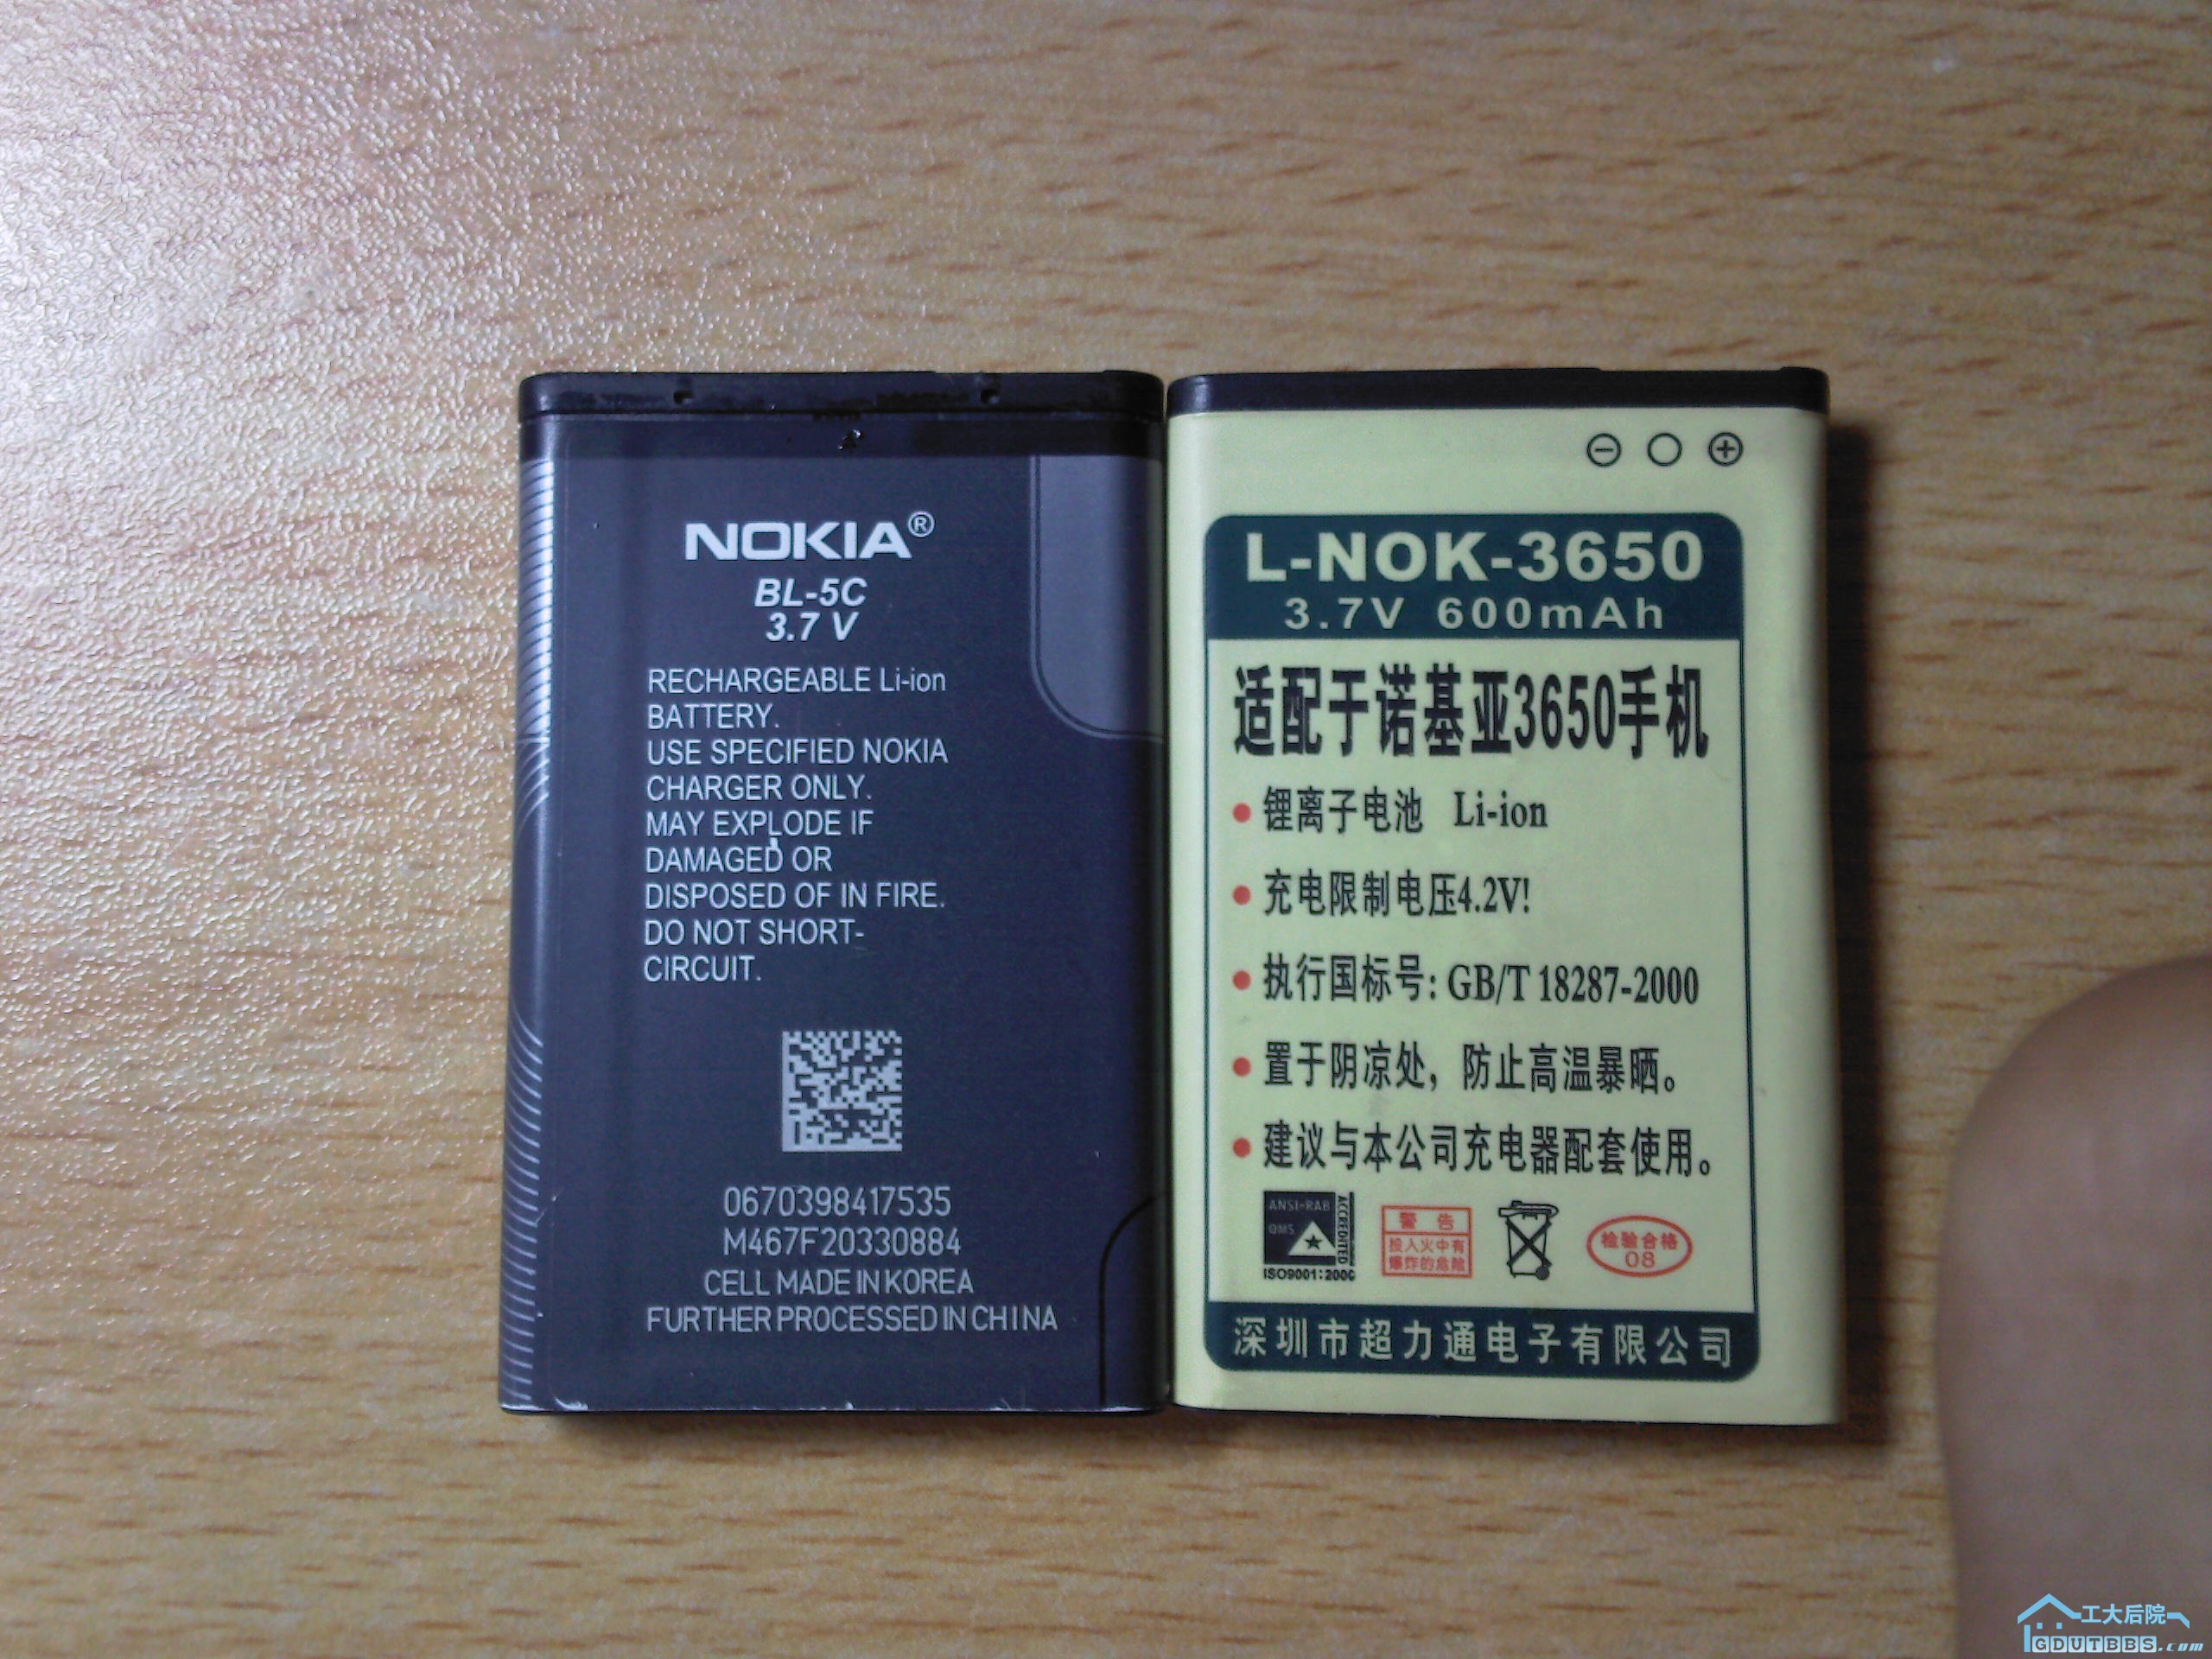 NOKIA®
BL-5C
3.7 V
RECHARGEABLE Li-ion
BATTERY.
USE SPECIFIED NOKIA
CHARGER ONLY.
MAY EXPLODE IF
DAMAGED OR
DISPOSED OF IN FIRE.
DO NOT SHORT-
CIRCUIT.
0670398417535
M467F20330884
CELL MADE IN KOREA
FURTHER PROCESSED IN CHINA
L-NOK-3650
3.7V 600mAh
适配于诺基亚3650手机
锂离子电池 Li-ion
充电限制电压4.2V!
执行国标号: GB/T 18287-2000
置于阴凉处，防止高温暴晒。
建议与本公司充电器配套使用。
ANSI-RAB
QMS
ACCREDITED
ISO9001:2000
警告
投入火中有
爆炸的危险
检验合格
08
深圳市超力通电子有限公司
工大后院
GDUTBBS.com